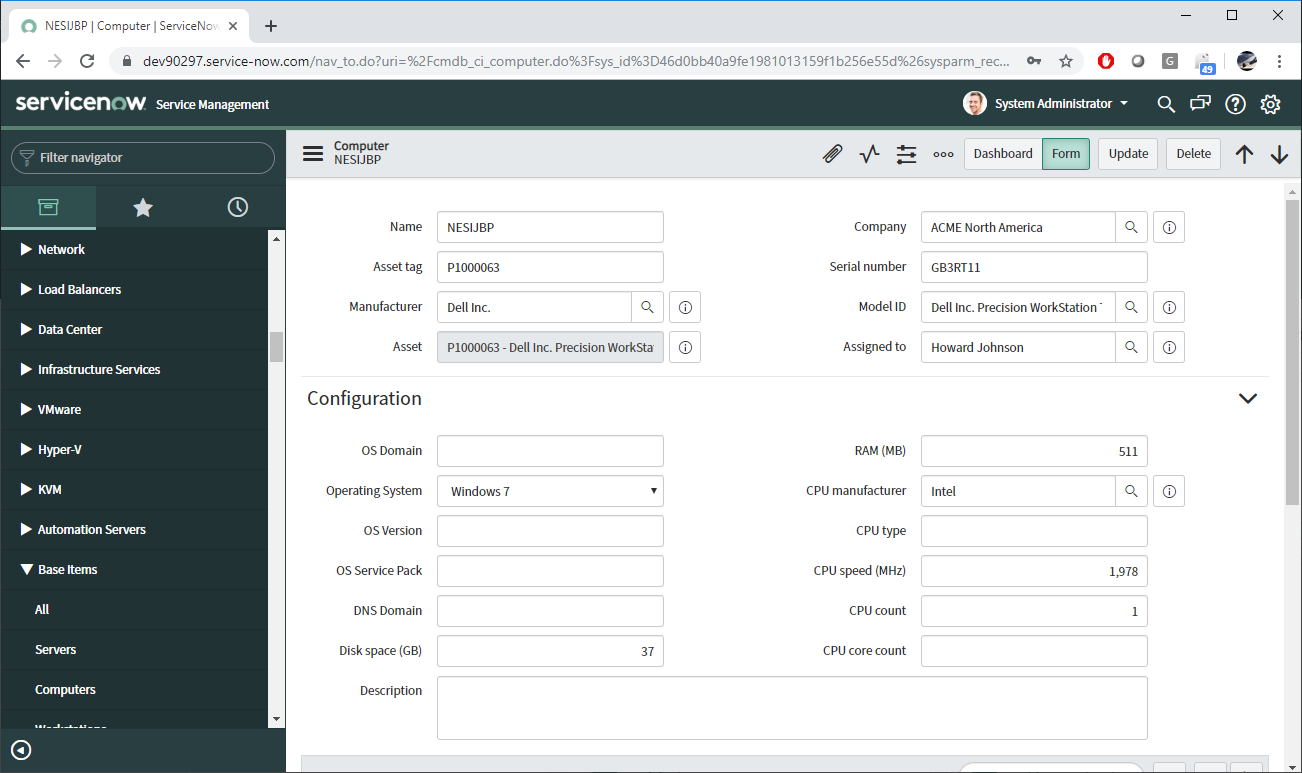 NESIJBP | Computer | ServiceNow
dev90297.service-now.com/nav_to.do?uri=%2Fcmdb_ci_computer.do%3Fsys_id%3D46d0bb40a9fe1981013159f1b256e55d%26sysparm_rec...
G
49
servicenow Service Management
System Administrator
Filter navigator
Computer
NESIJBP
Dashboard
Form
Update
Delete
Network
Load Balancers
Data Center
Infrastructure Services
VMware
Hyper-V
KVM
Automation Servers
Base Items
All
Servers
Computers
Workstations
Name NESIJBP
Company ACME North America
Asset tag P1000063
Serial number GB3RT11
Manufacturer Dell Inc.
Model ID Dell Inc. Precision WorkStation
Asset P1000063 - Dell Inc. Precision WorkSta
Assigned to Howard Johnson
Configuration
OS Domain
RAM (MB) 511
Operating System Windows 7
CPU manufacturer Intel
OS Version
CPU type
OS Service Pack
CPU speed (MHz) 1,978
DNS Domain
CPU count 1
Disk space (GB) 37
CPU core count
Description